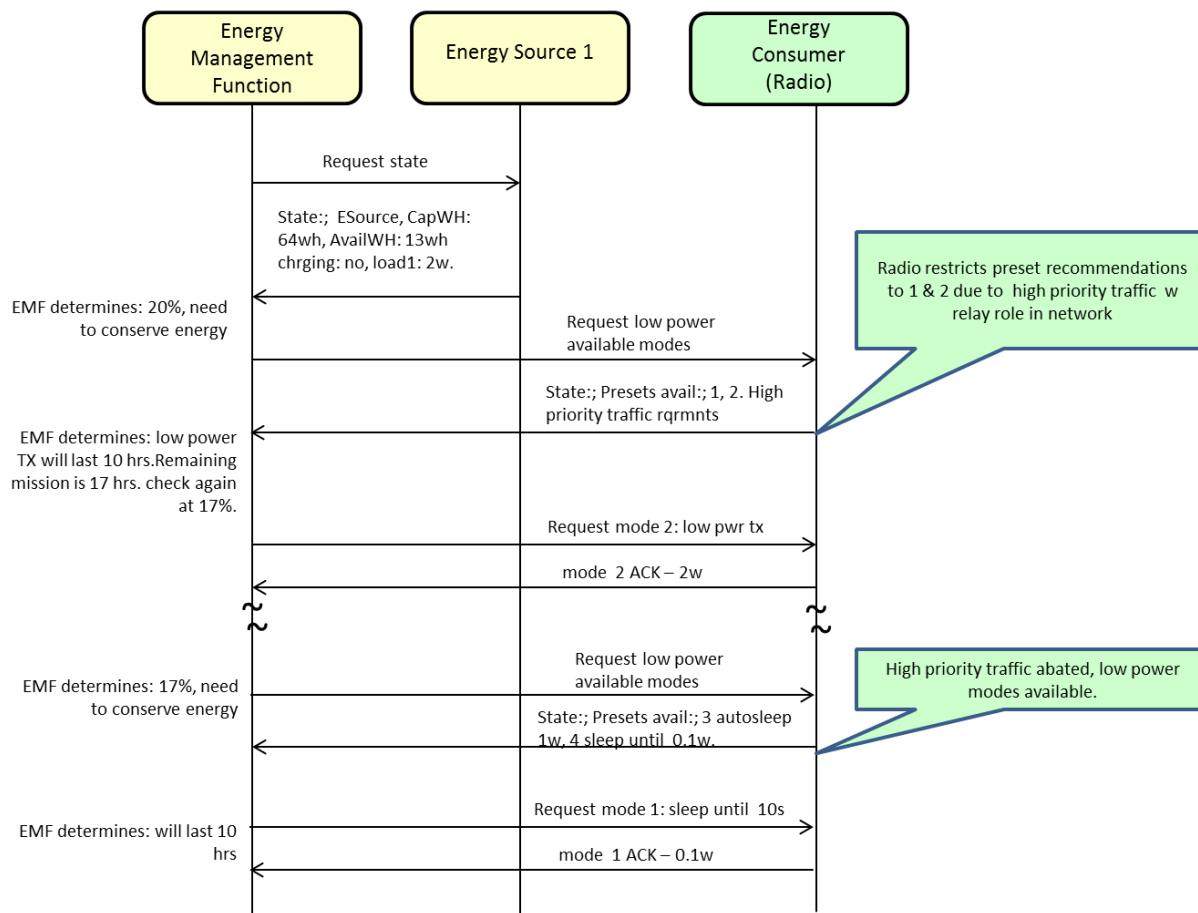 Energy
Management
Function
Energy Source 1
Energy
Consumer
(Radio)
Request state
State:;  ESource, CapWH:
64wh, AvailWH: 13wh
chrging: no, load1: 2w.
EMF determines: 20%, need
to conserve energy
Radio restricts preset recommendations
to 1 & 2 due to  high priority traffic  w
relay role in network
Request low power
available modes
State:; Presets avail:; 1, 2. High
priority traffic rqrmnts
EMF determines: low power
TX will last 10 hrs.Remaining
mission is 17 hrs. check again
at 17%.
Request mode 2: low pwr tx
mode  2 ACK – 2w
Request low power
available modes
EMF determines: 17%, need
to conserve energy
High priority traffic abated, low power
modes available.
State:; Presets avail:; 3 autosleep
1w, 4 sleep until  0.1w.
Request mode 1: sleep until  10s
EMF determines: will last 10
hrs
mode  1 ACK – 0.1w